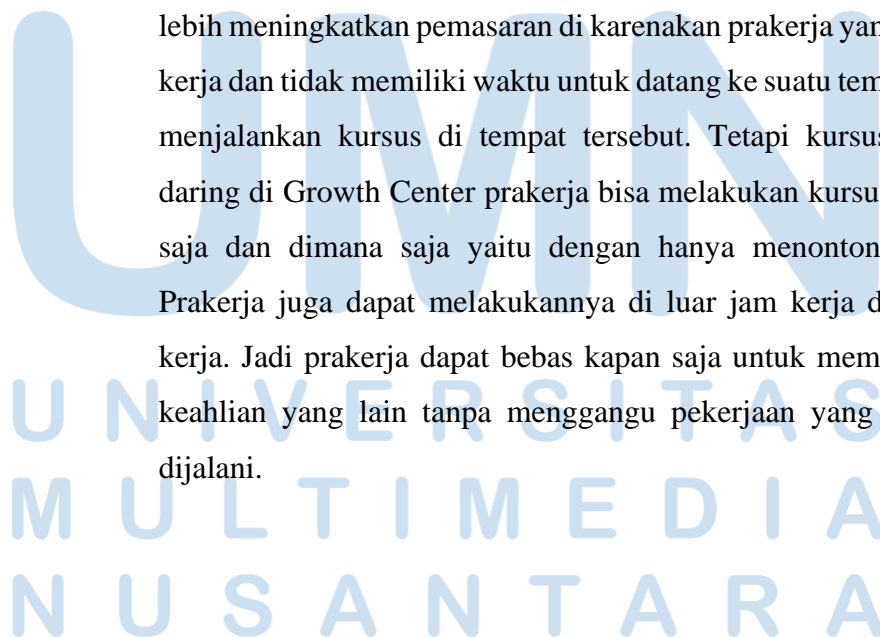 UMN
lebih meningkatkan pemasaran di karenakan prakerja yan
kerja dan tidak memiliki waktu untuk datang ke suatu tem
menjalankan kursus di tempat tersebut. Tetapi kursus
daring di Growth Center prakerja bisa melakukan kursu
saja dan dimana saja yaitu dengan hanya menonton
Prakerja juga dapat melakukannya di luar jam kerja d
kerja. Jadi prakerja dapat bebas kapan saja untuk mem
keahlian yang lain tanpa menggangu pekerjaan yang
dijalani.
UNIVERSITAS
MULTIMEDIA
NUSANTARA